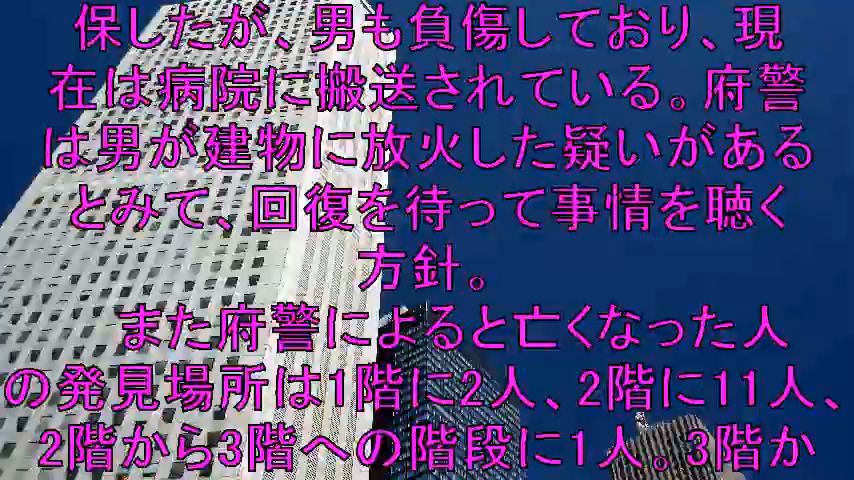 保したが、男も負傷しており、現
在は病院に搬送されている。府警
は男が建物に放火した疑いがある
とみて、回復を待って事情を聴く
方針。
また府警によると亡くなった人
の発見場所は1階に2人、2階に11人、
2階から3階への階段に1人。3階か